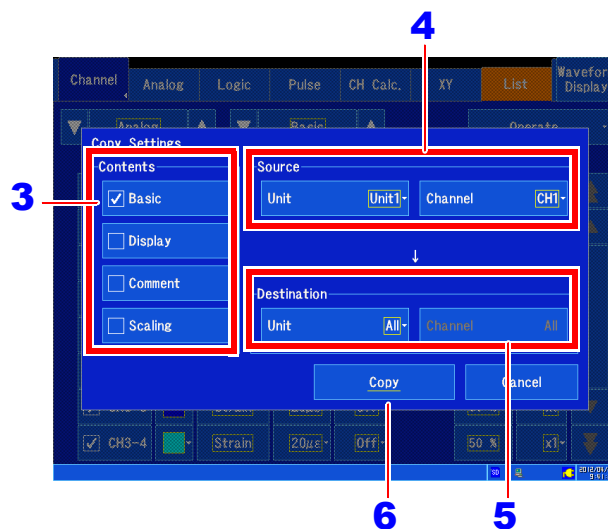 4
Channel Analog Logic Pulse CH Calc. XY List Waveform Display
Analog Basic Operate
Copy Settings
3
Contents
Basic
Display
Comment
Scaling
Source
Unit Unit1 Channel CH1
↓
Destination
Unit All Channel All
Copy Cancel
CH3-4 Strain 20με Off 50 % x1
SD
6 5